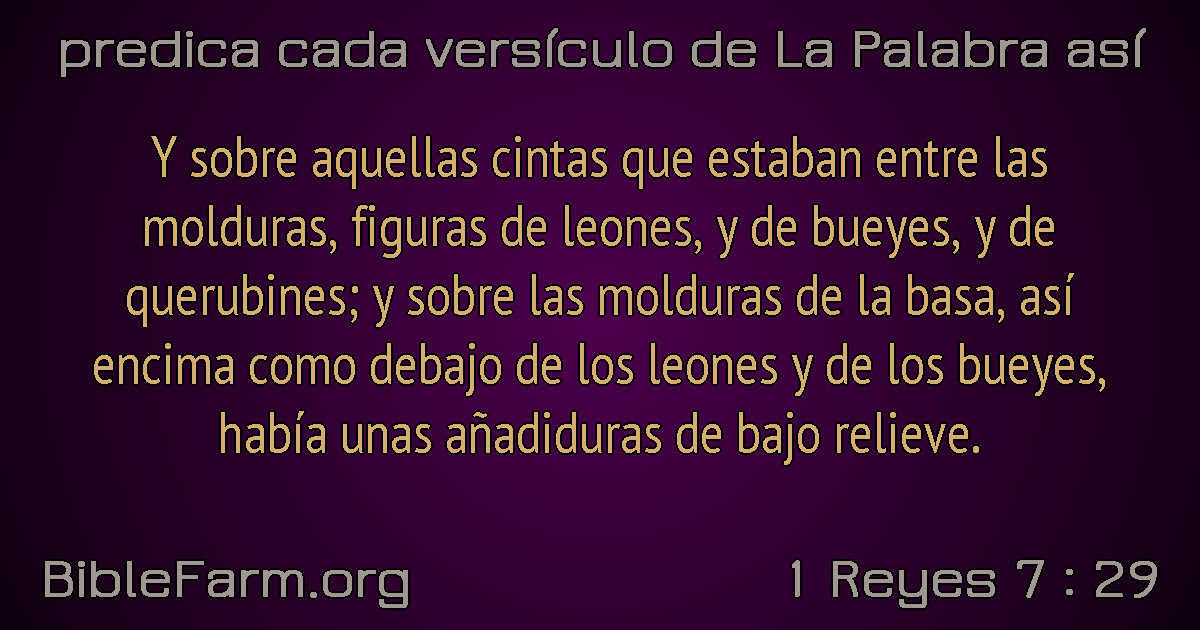 predica cada versículo de La Palabra así
Y sobre aquellas cintas que estaban entre las
molduras, figuras de leones, y de bueyes, y de
querubines; y sobre las molduras de la basa, así
encima como debajo de los leones y de los bueyes,
había unas añadiduras de bajo relieve.
BibleFarm.org
1 Reyes 7 : 29